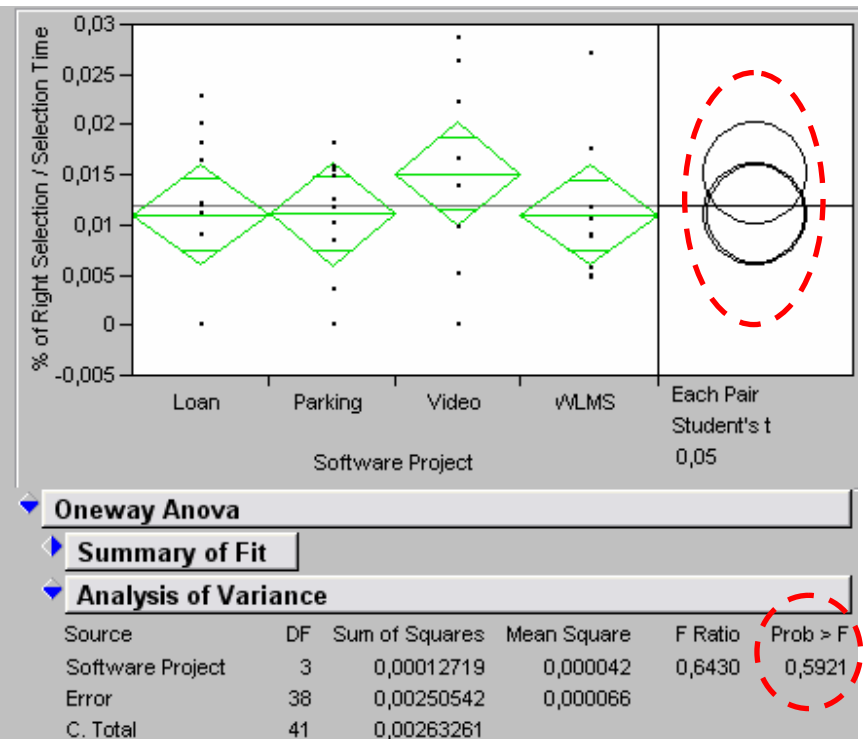 % of Right Selection / Selection Time
0,03
0,025
0,02
0,015
0,01
0,005
0
-0,005
Loan Parking Video WLMS
Software Project
Each Pair
Student's t
0,05
Oneway Anova
Summary of Fit
Analysis of Variance
Source DF Sum of Squares Mean Square F Ratio Prob > F
Software Project 3 0,00012719 0,000042 0,6430 0,5921
Error 38 0,00250542 0,000066
C. Total 41 0,00263261